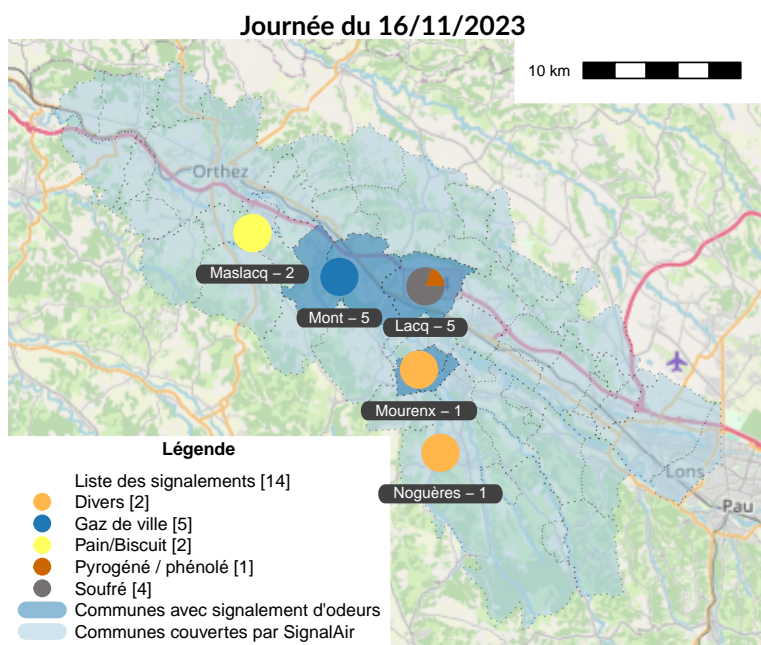 Journée du 16/11/2023
10 km
Orthez
Maslacq – 2
Mont – 5
Lacq – 5
Mourenx – 1
Noguères – 1
Lons
Pau
Légende
Liste des signalements [14]
Divers [2]
Gaz de ville [5]
Pain/Biscuit [2]
Pyrogéné / phénolé [1]
Soufré [4]
Communes avec signalement d'odeurs
Communes couvertes par SignalAir